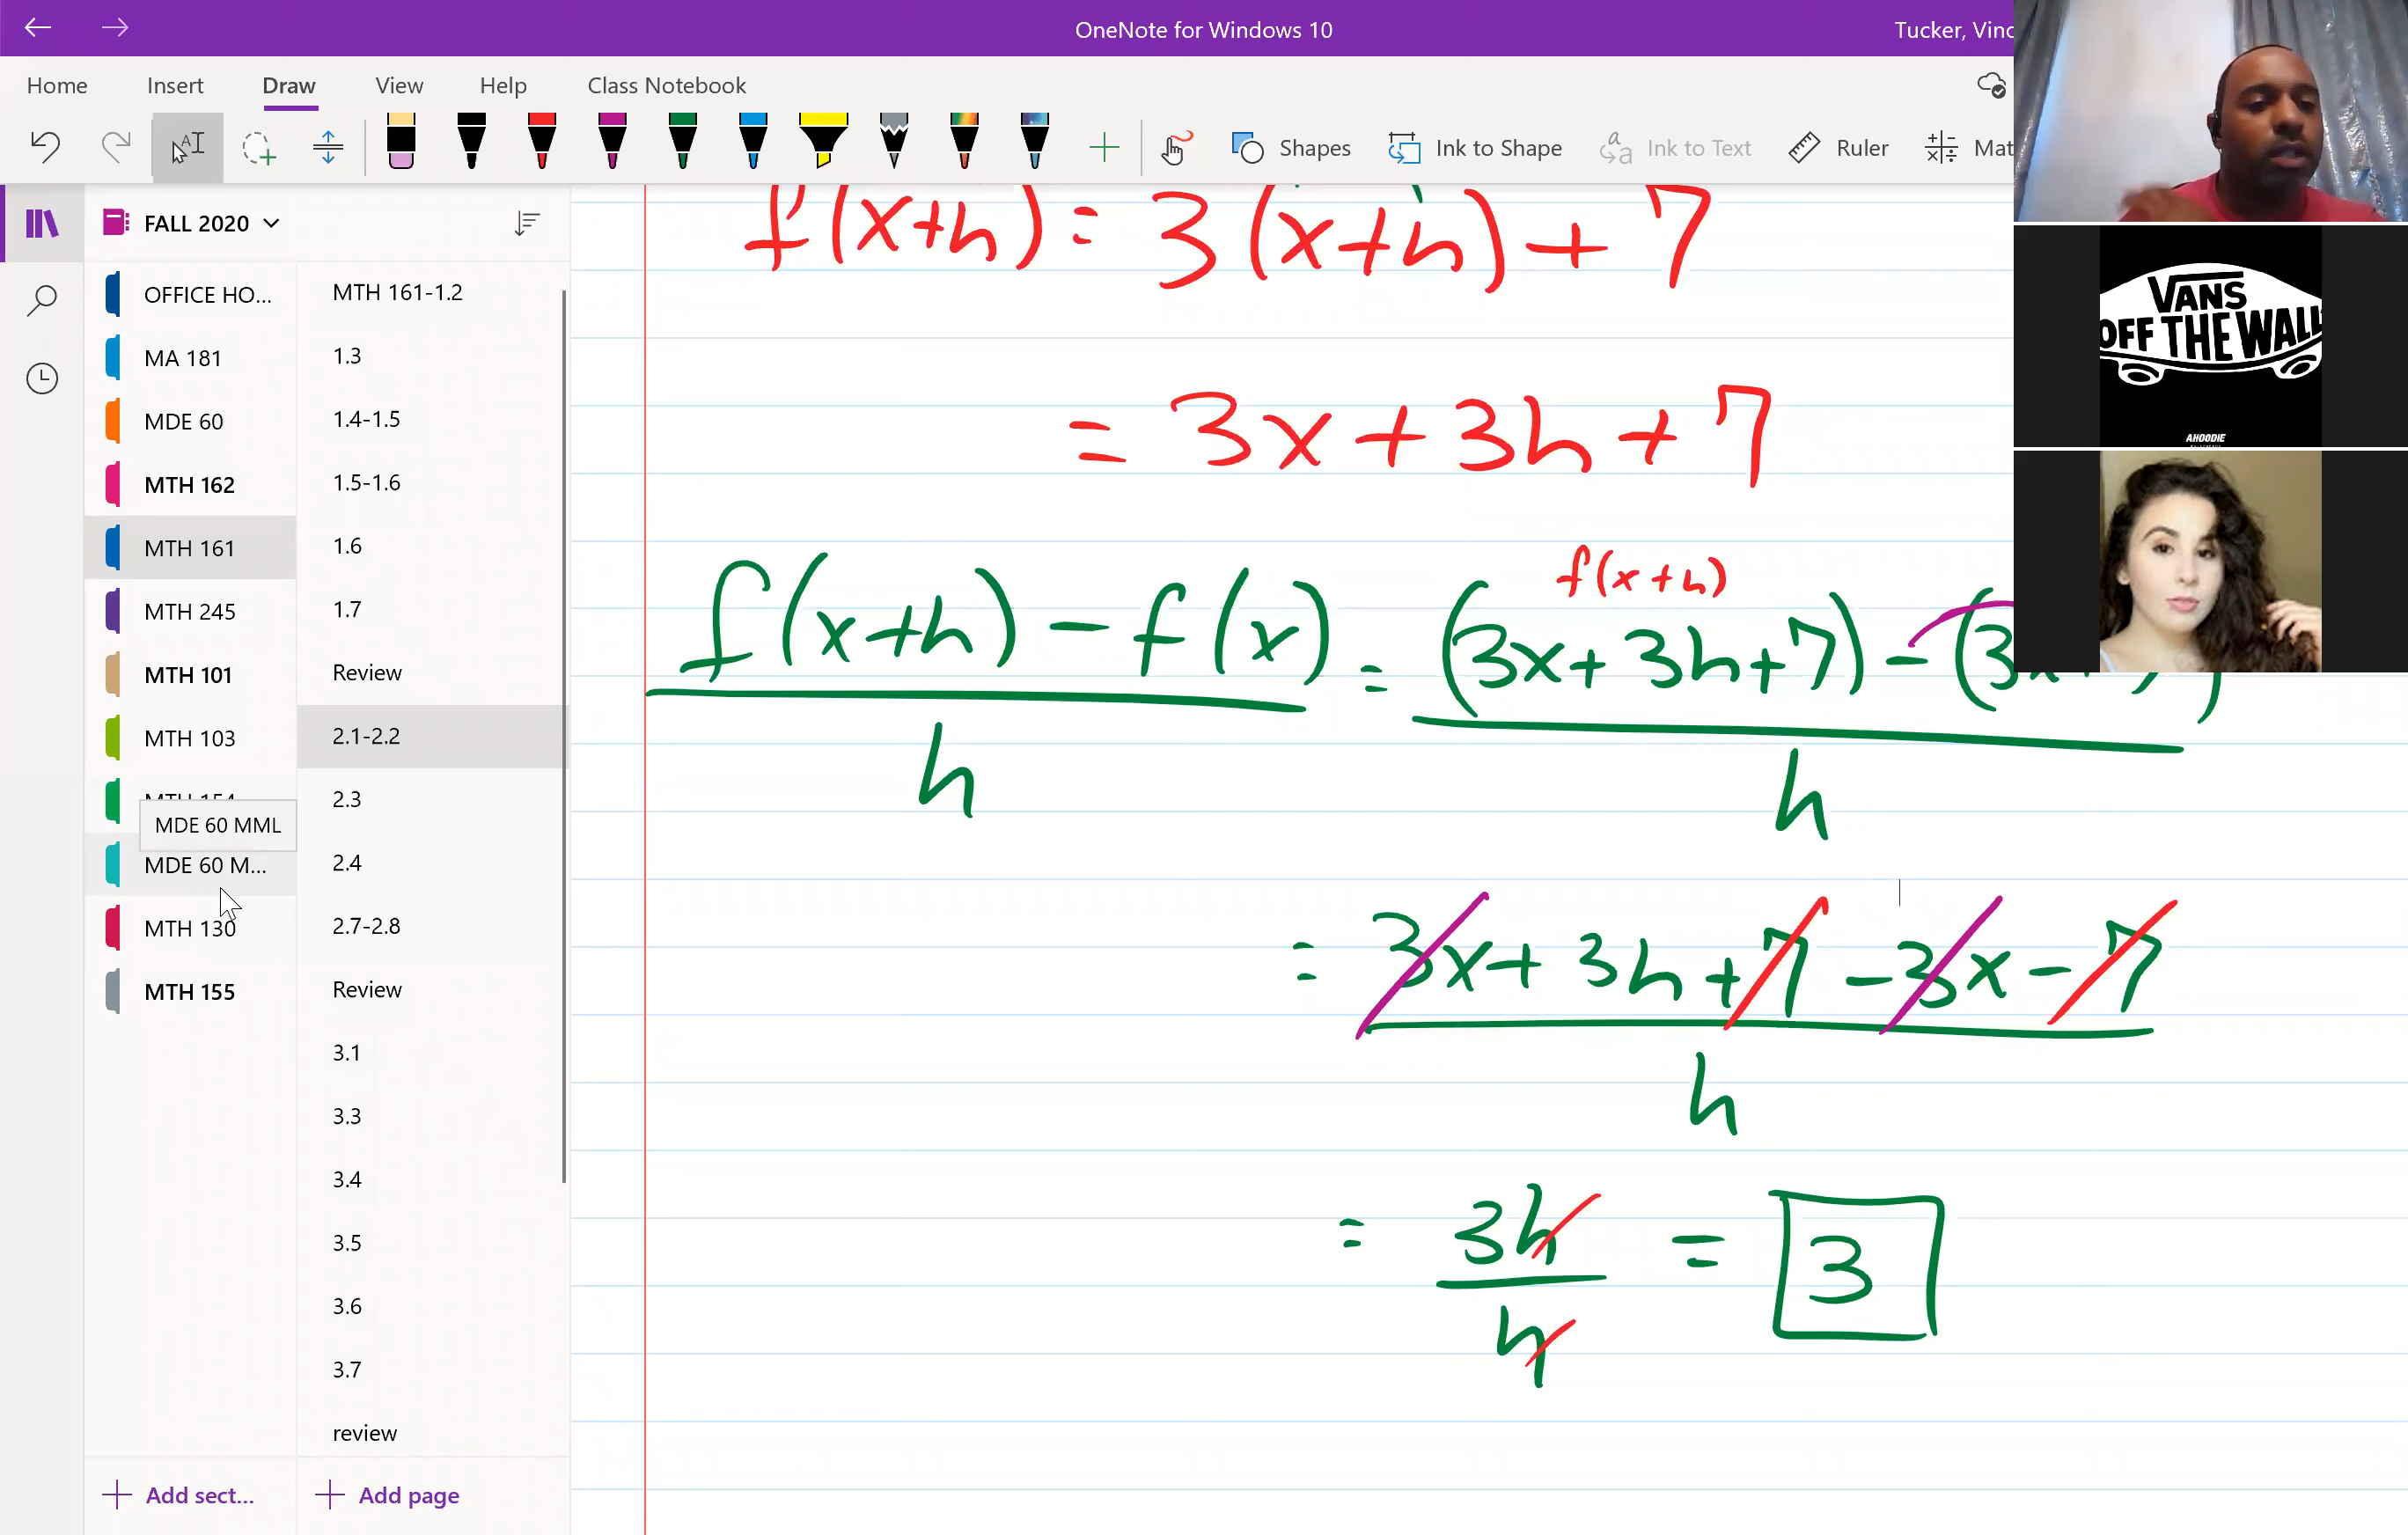 OneNote for Windows 10
Tucker, Vinc
Home Insert Draw View Help Class Notebook
Shapes Ink to Shape Ink to Text Ruler Mat
FALL 2020
OFFICE HO...
MA 181
MDE 60
MTH 162
MTH 161
MTH 245
MTH 101
MTH 103
MDE 60 MML
MDE 60 M...
MTH 130
MTH 155
Add sect...
MTH 161-1.2
1.3
1.4-1.5
1.5-1.6
1.6
1.7
Review
2.1-2.2
2.3
2.4
2.7-2.8
Review
3.1
3.3
3.4
3.5
3.6
3.7
review
Add page
f(x+h) = 3(x+h) + 7
= 3x + 3h + 7
f(x+h)
f(x+h) - f(x) = (3x + 3h + 7) - (3
h h
= 3x + 3h + 7 - 3x - 7
h
= 3h = 3
h
VANS
OFF THE WALL
AHOODIE